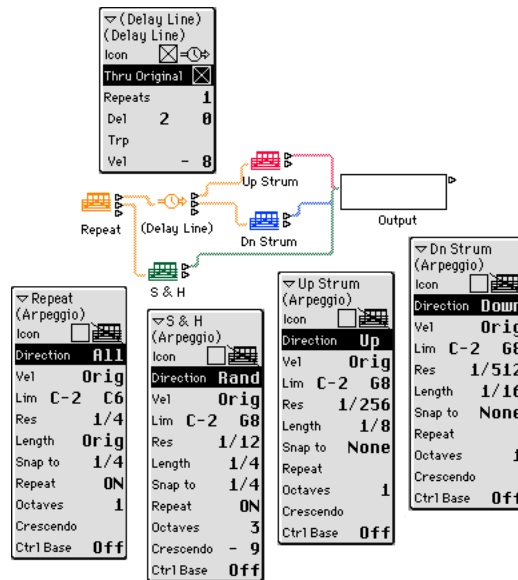 (Delay Line)
(Delay Line)
Icon
Thru Original
Repeats 1
Del 2 0
Trp
Vel - 8
Up Strum
Repeat
(Delay Line)
Dn Strum
Output
S & H
Repeat
(Arpeggio)
Icon
Direction All
Vel Orig
Lim C-2 C6
Res 1/4
Length Orig
Snap to 1/4
Repeat ON
Octaves 1
Crescendo
Ctrl Base Off
S & H
(Arpeggio)
Icon
Direction Rand
Vel Orig
Lim C-2 G8
Res 1/12
Length 1/4
Snap to 1/4
Repeat ON
Octaves 3
Crescendo - 9
Ctrl Base Off
Up Strum
(Arpeggio)
Icon
Direction Up
Vel Orig
Lim C-2 G8
Res 1/256
Length 1/8
Snap to None
Repeat
Octaves 1
Crescendo
Ctrl Base Off
Dn Strum
(Arpeggio)
Icon
Direction Down
Vel Orig
Lim C-2 G8
Res 1/512
Length 1/16
Snap to None
Repeat
Octaves 1
Crescendo
Ctrl Base Off